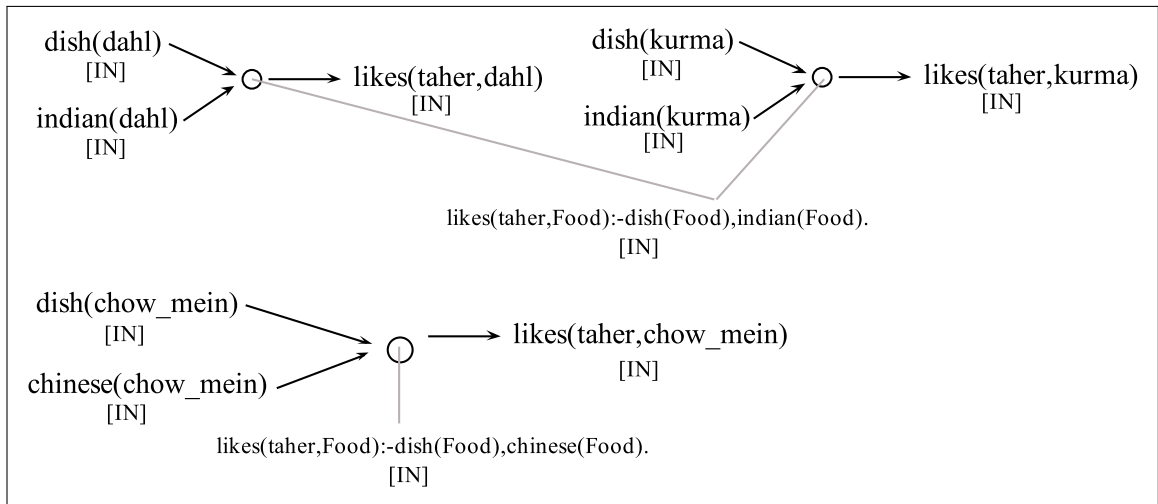 dish(dahl)
[IN]
indian(dahl)
[IN]
likes(taher,dahl)
[IN]
dish(kurma)
[IN]
indian(kurma)
[IN]
likes(taher,kurma)
[IN]
likes(taher,Food):-dish(Food),indian(Food).
[IN]
dish(chow_mein)
[IN]
chinese(chow_mein)
[IN]
likes(taher,chow_mein)
[IN]
likes(taher,Food):-dish(Food),chinese(Food).
[IN]